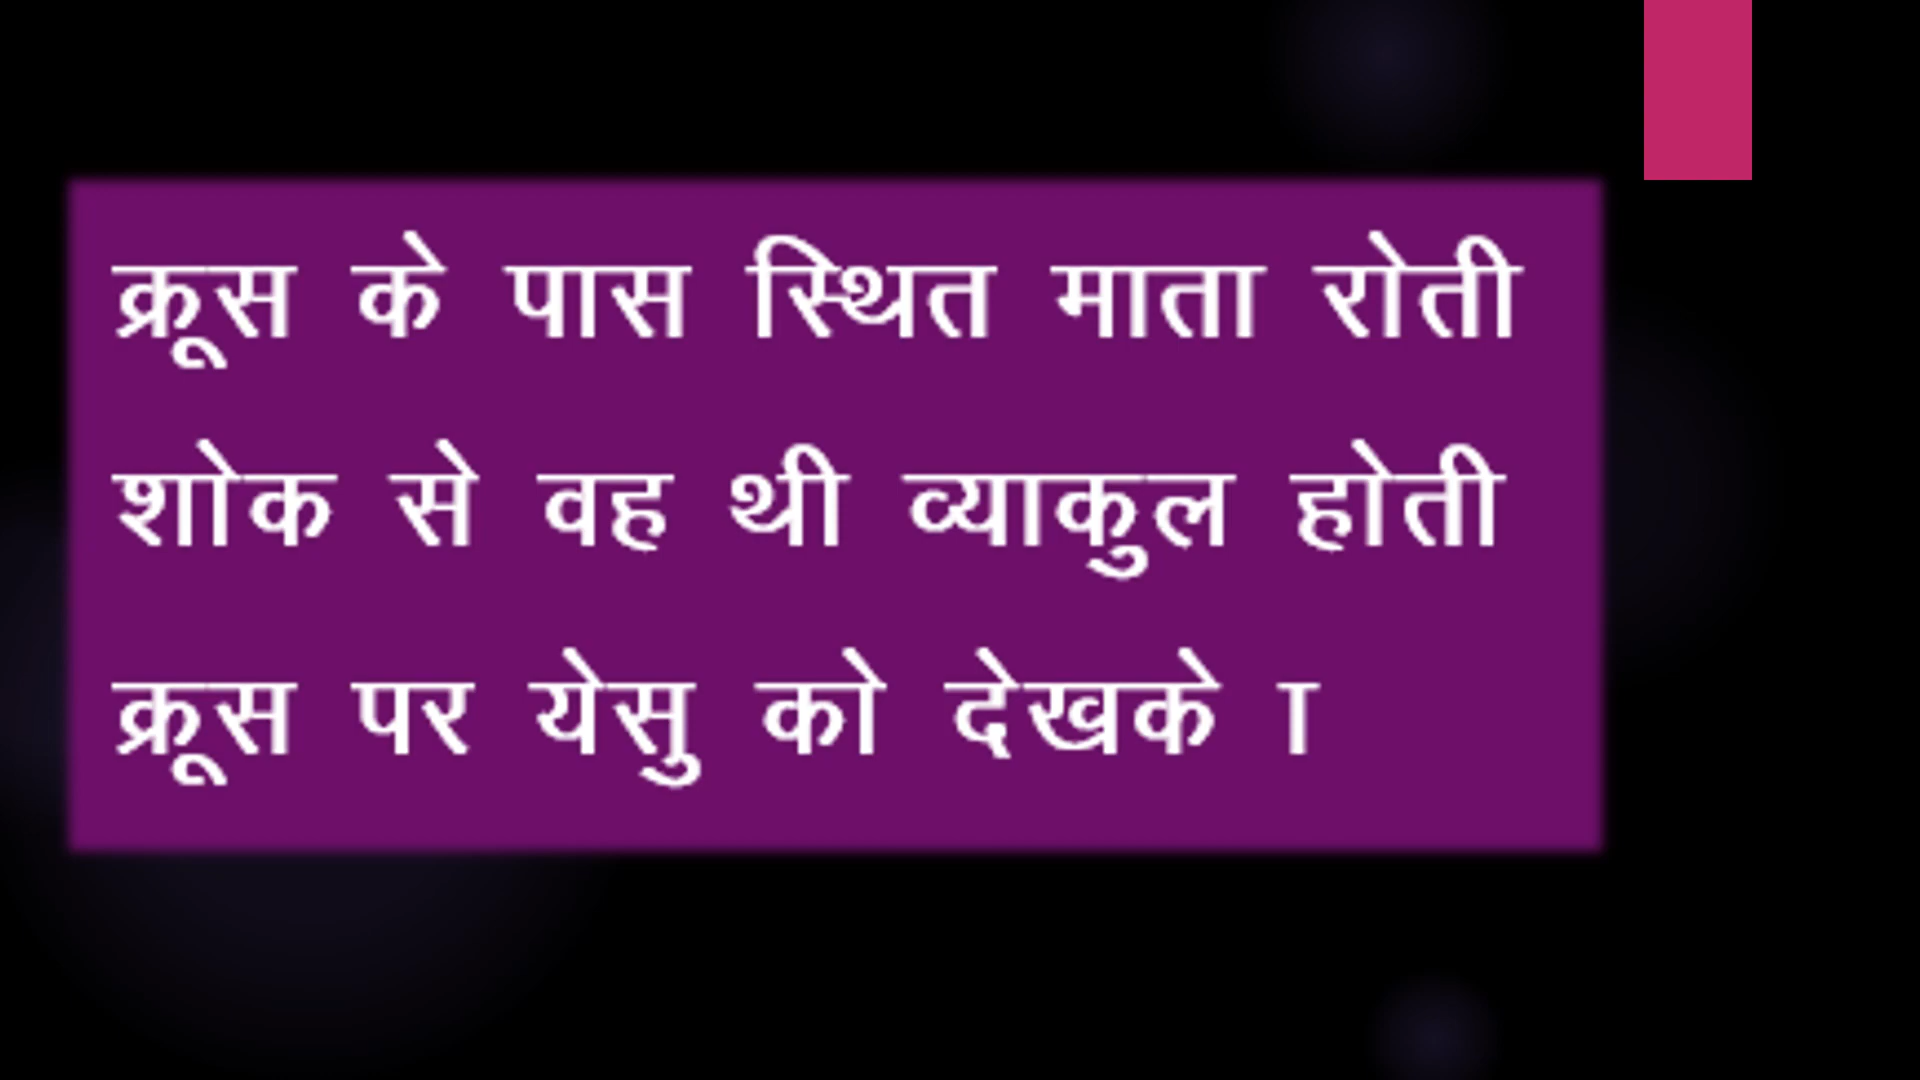 क्रूस के पास स्थित माता रोती
शोक से वह थी व्याकुल होती
क्रूस पर येसु को देखके ा